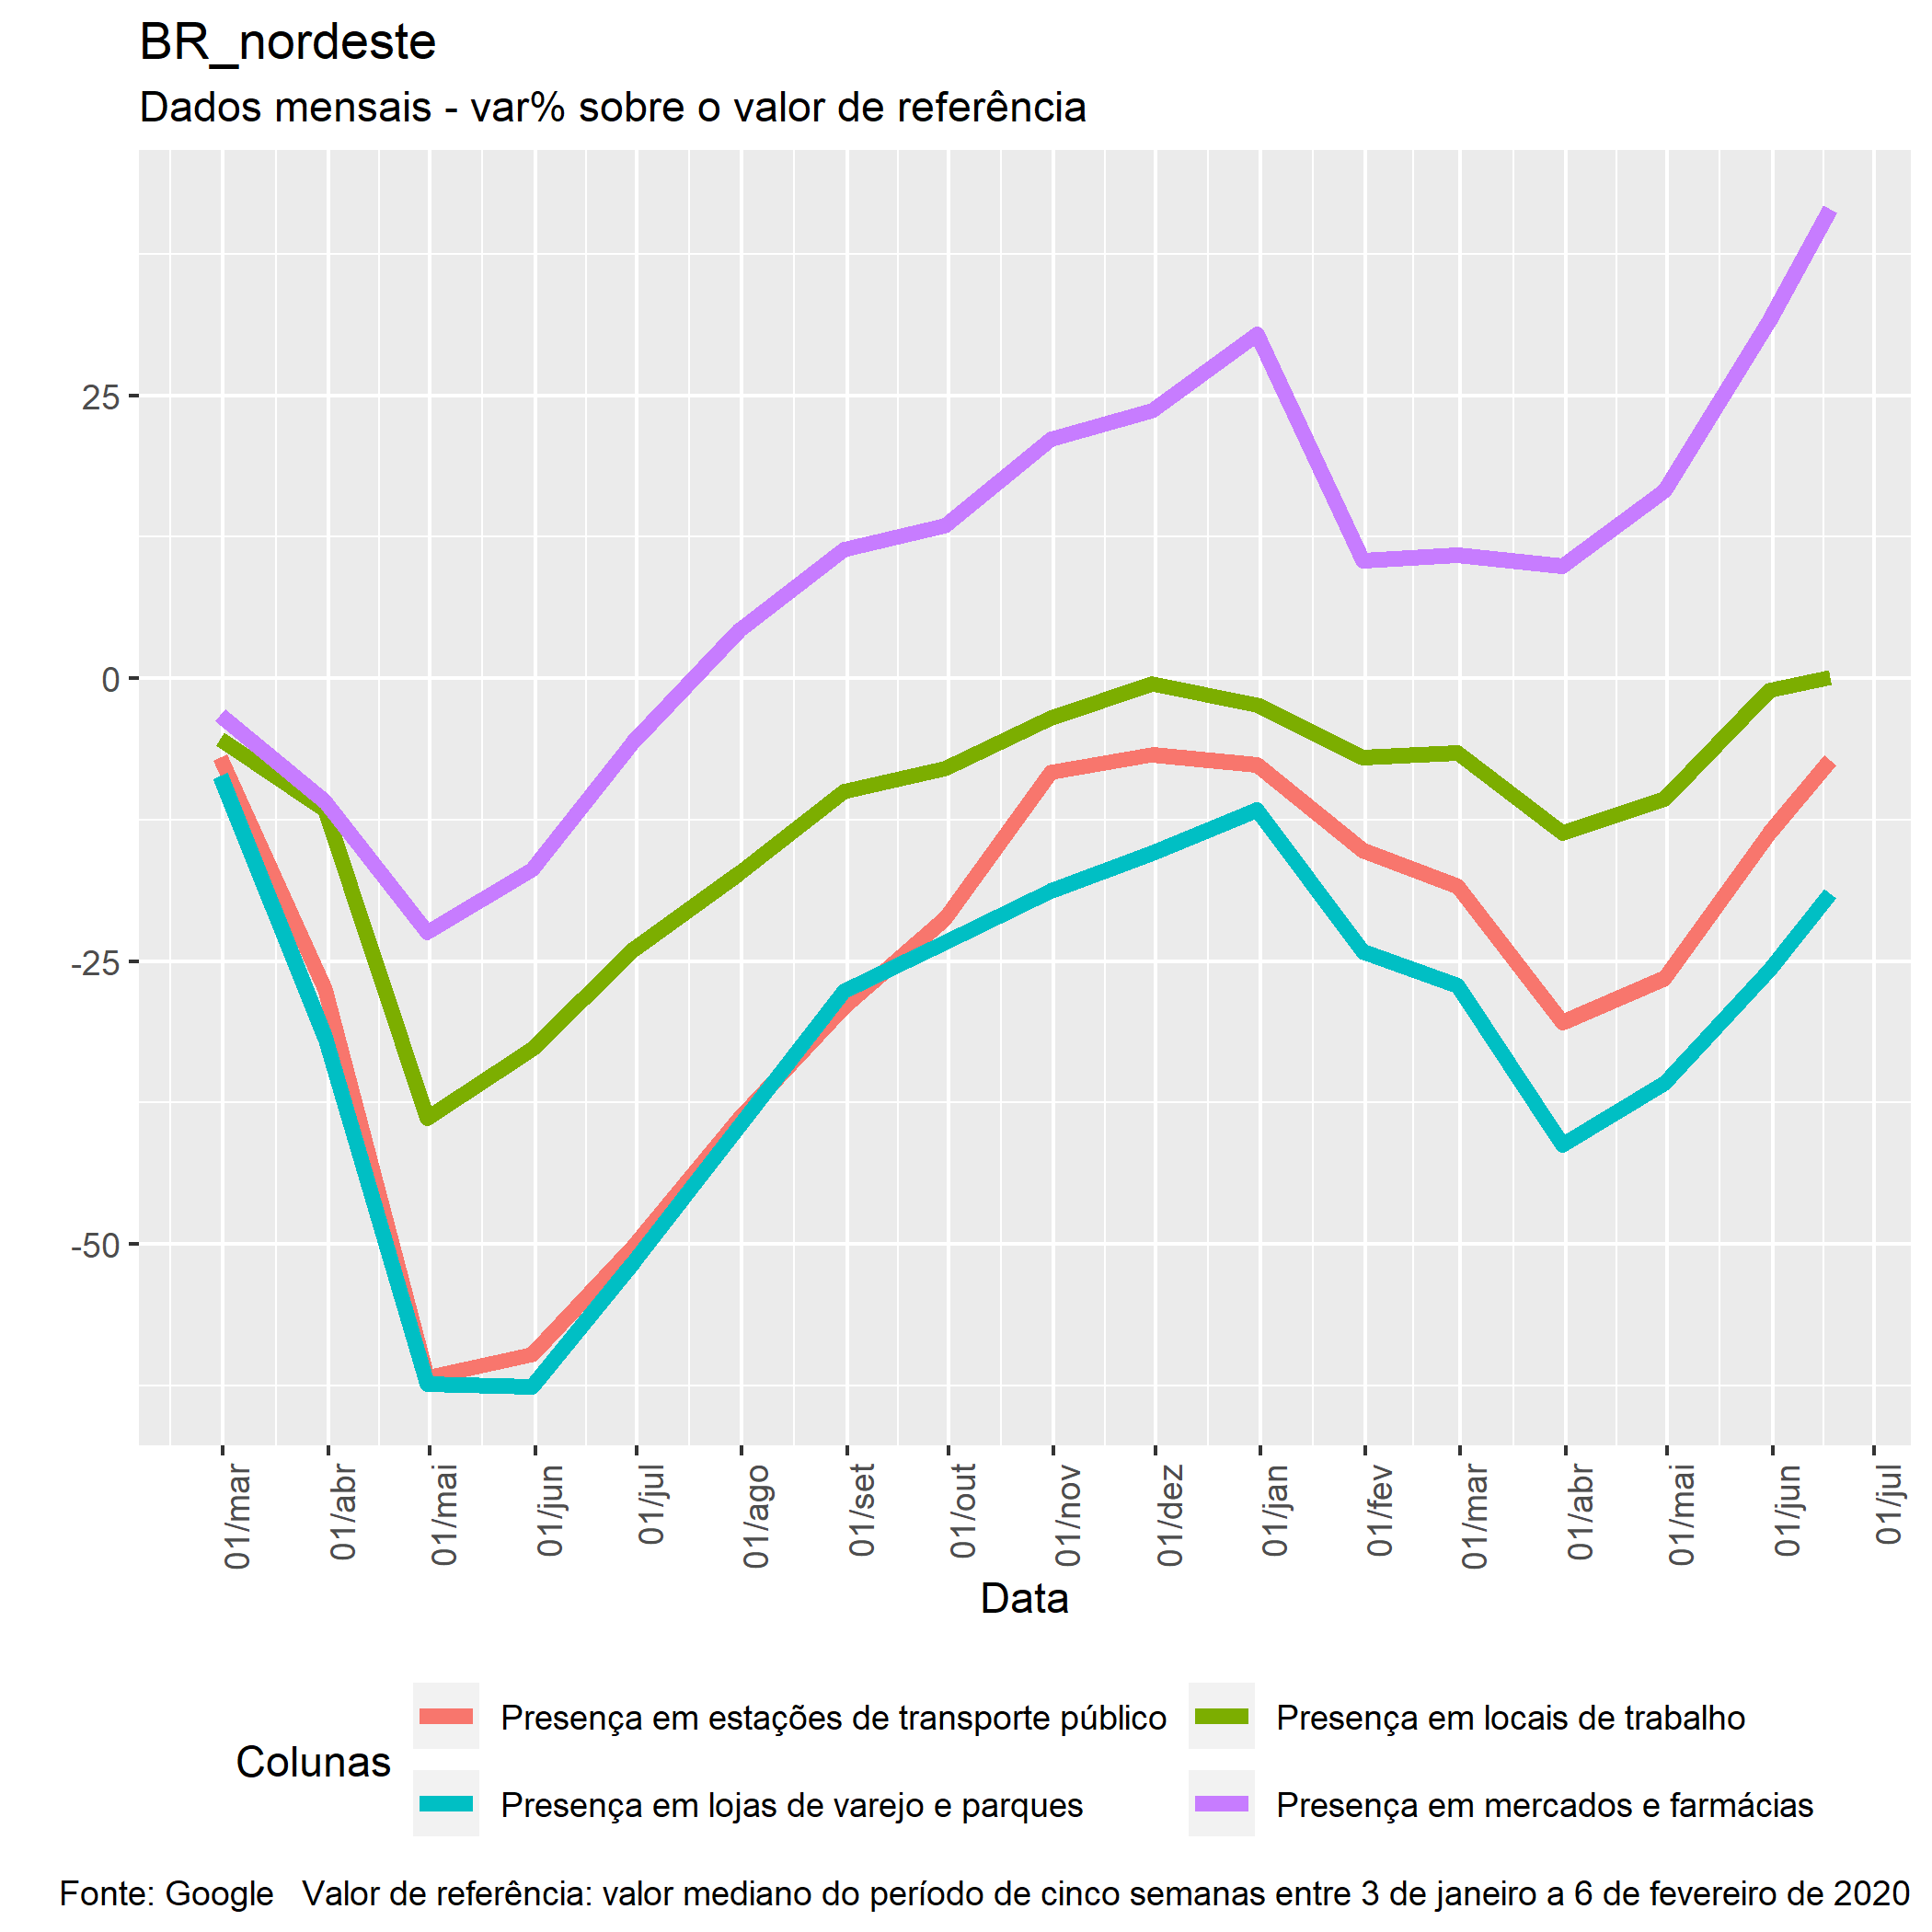 BR_nordeste
Dados mensais - var% sobre o valor de referência
25
0
-25
-50
01/mar
01/abr
01/mai
01/jun
01/jul
01/ago
01/set
01/out
01/nov
01/dez
01/jan
01/fev
01/mar
01/abr
01/mai
01/jun
01/jul
Data
Colunas
Presença em estações de transporte público
Presença em locais de trabalho
Presença em lojas de varejo e parques
Presença em mercados e farmácias
Fonte: Google   Valor de referência: valor mediano do período de cinco semanas entre 3 de janeiro a 6 de fevereiro de 2020